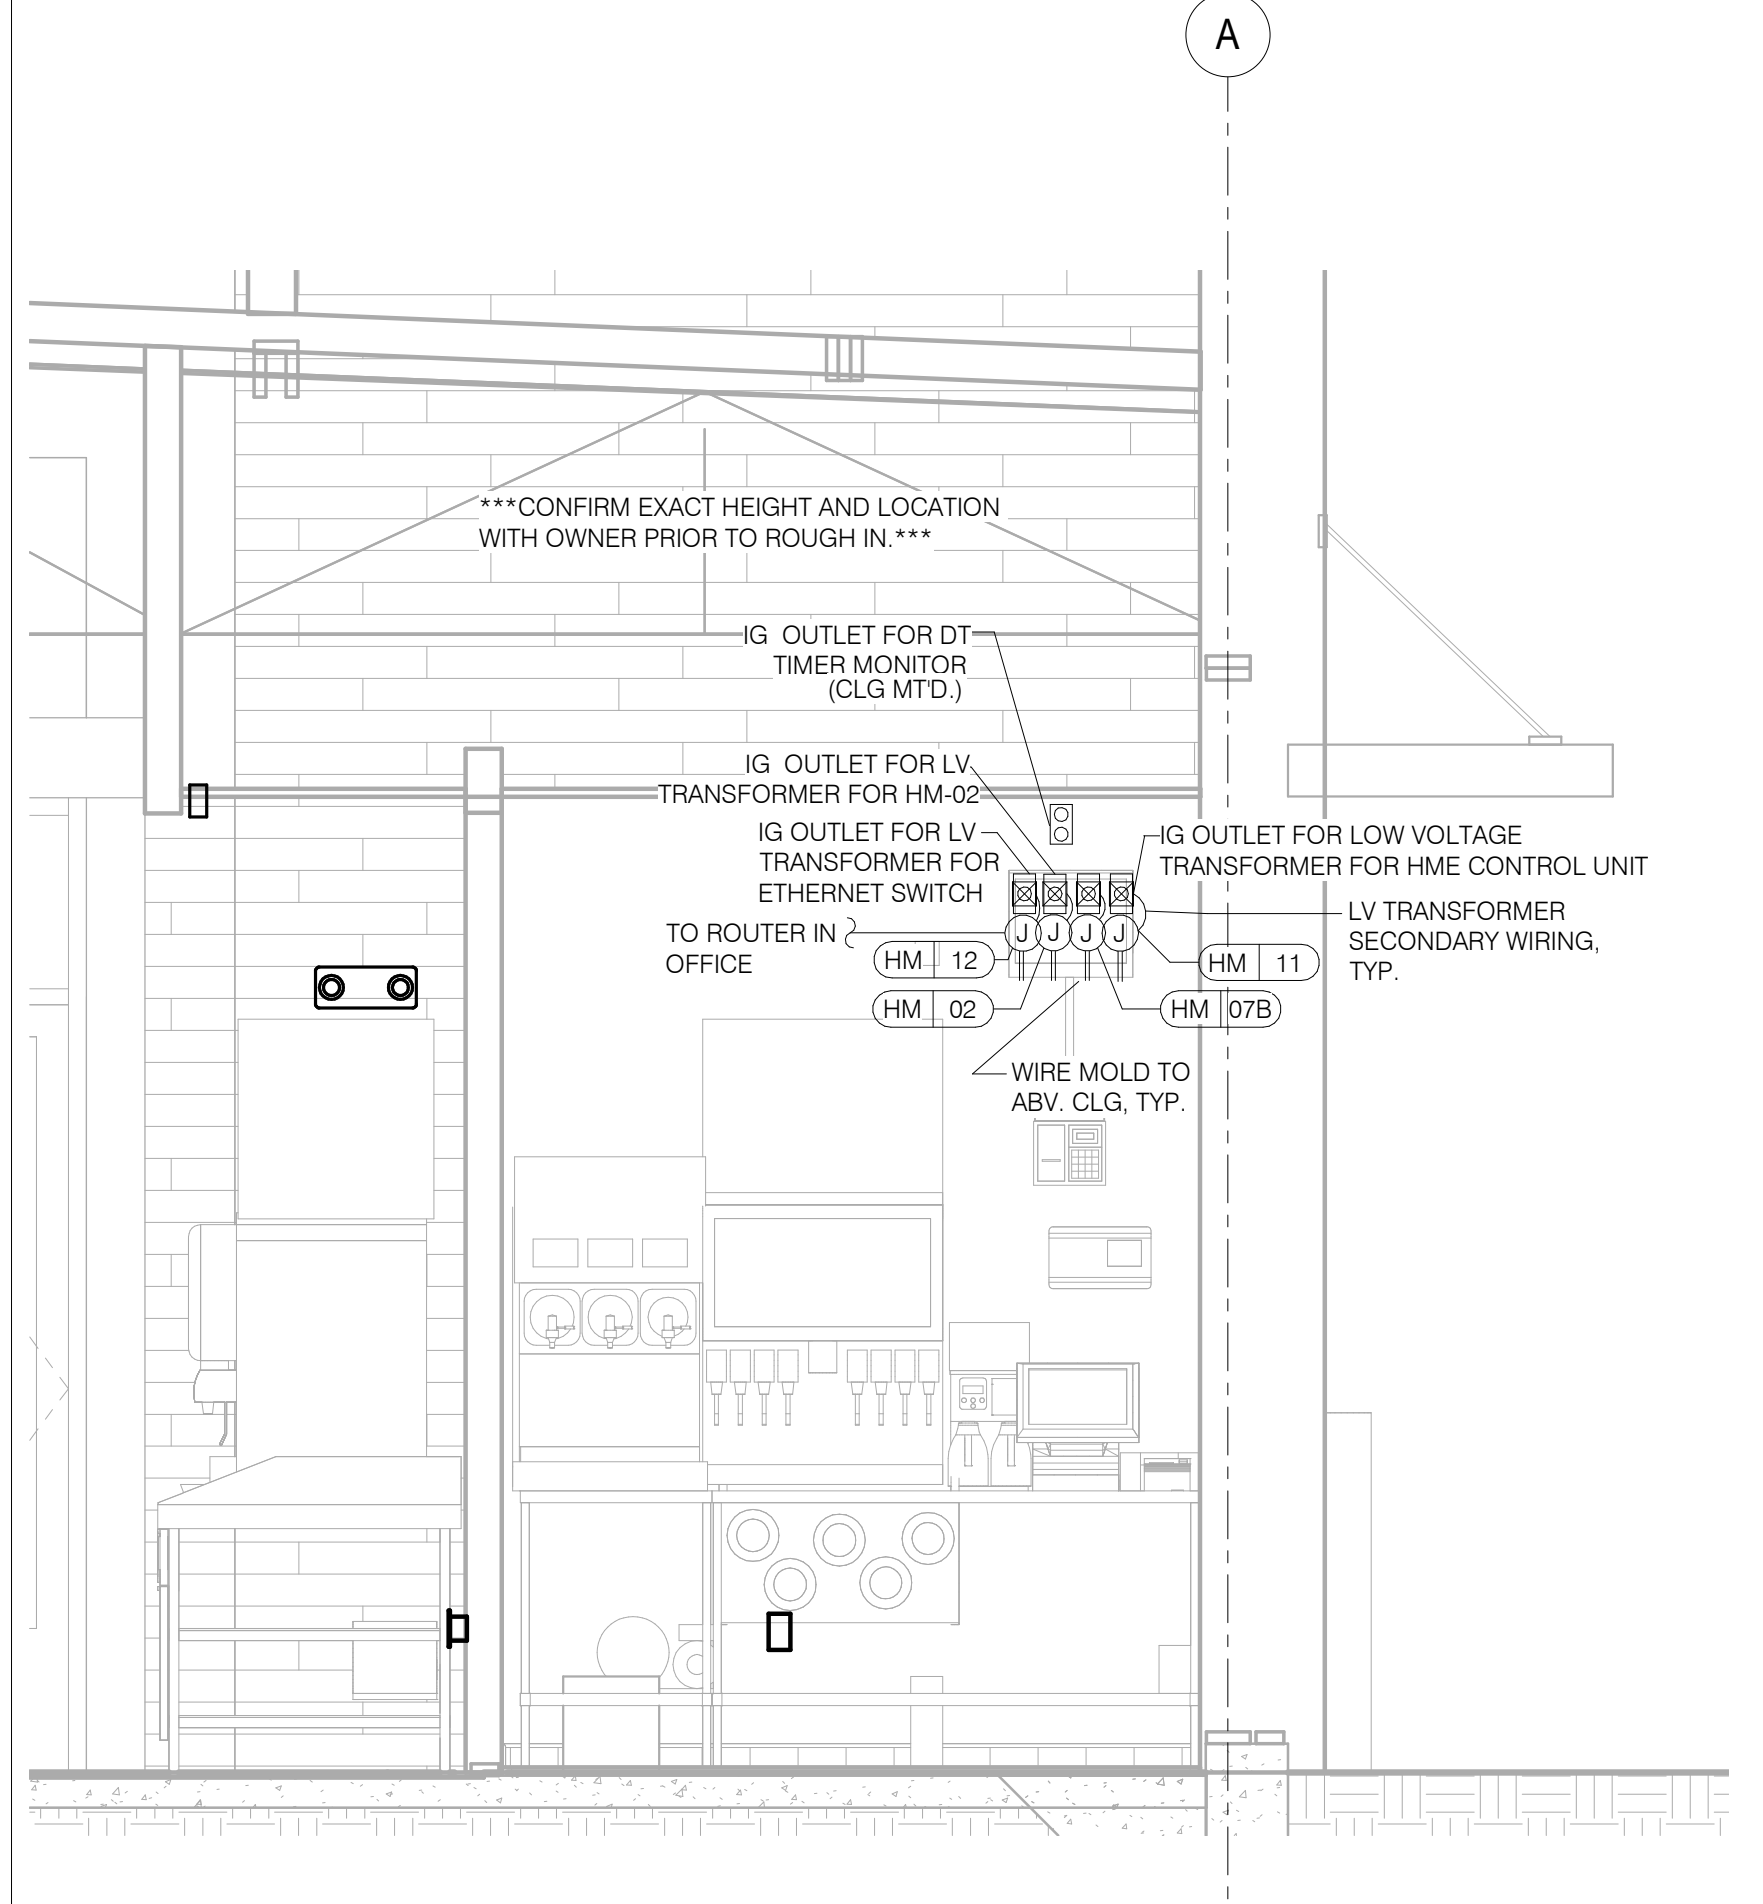 A
***CONFIRM EXACT HEIGHT AND LOCATION
WITH OWNER PRIOR TO ROUGH IN.***
IG OUTLET FOR DT
TIMER MONITOR
(CLG MT'D.)
IG OUTLET FOR LV
TRANSFORMER FOR HM-02
IG OUTLET FOR LV
TRANSFORMER FOR
ETHERNET SWITCH
IG OUTLET FOR LOW VOLTAGE
TRANSFORMER FOR HME CONTROL UNIT
LV TRANSFORMER
SECONDARY WIRING,
TYP.
TO ROUTER IN
OFFICE
J J J J
HM 12
HM 11
HM 02
HM 07B
WIRE MOLD TO
ABV. CLG, TYP.